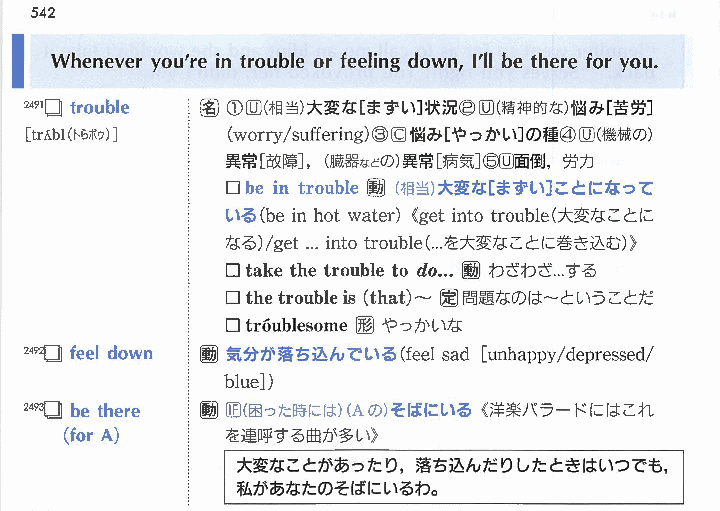 542
Whenever you're in trouble or feeling down, I'll be there for you.
2491□ trouble
[trʌ́bl(トらボウ)]
名 ①Ⓤ(相当)大変な[まずい]状況②Ⓤ(精神的な)悩み[苦労]
(worry/suffering)③Ⓒ悩み[やっかい]の種④Ⓤ(機械の)
異常[故障], (臓器などの)異常[病気]⑤Ⓤ面倒, 労力
□ be in trouble 動 (相当)大変な[まずい]ことになって
いる(be in hot water)《get into trouble(大変なことに
なる)/get … into trouble(…を大変なことに巻き込む)》
□ take the trouble to do… 動 わざわざ…する
□ the trouble is (that)～ 定 問題なのは～ということだ
□ tróublesome 形 やっかいな
2492□ feel down
動 気分が落ち込んでいる(feel sad [unhappy/depressed/
blue])
2493□ be there
(for A)
動 (困った時には)(Aの)そばにいる《洋楽バラードにはこれ
を連呼する曲が多い》
大変なことがあったり，落ち込んだりしたときはいつでも，
私があなたのそばにいるわ。